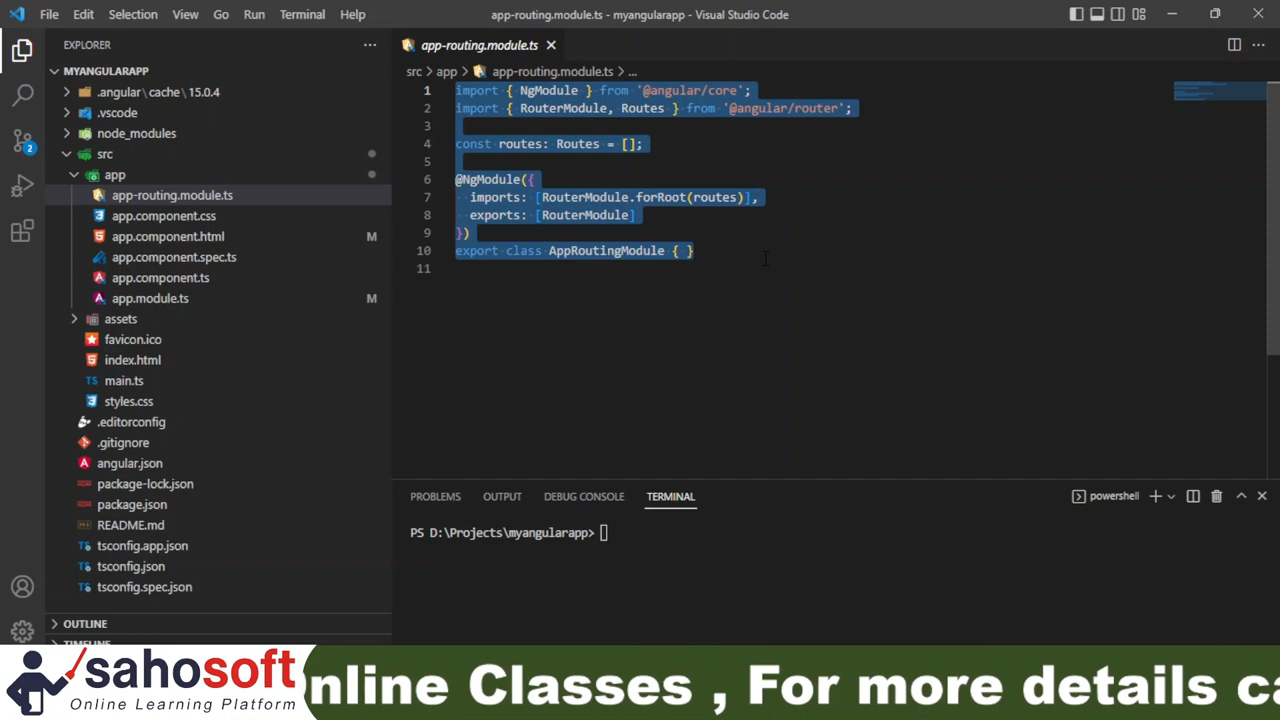 File Edit Selection View Go Run Terminal Help
app-routing.module.ts - myangularapp - Visual Studio Code
EXPLORER
MYANGULARAPP
.angular\cache\15.0.4
.vscode
node_modules
src
app
app-routing.module.ts
app.component.css
app.component.html M
app.component.spec.ts
app.component.ts
app.module.ts M
assets
favicon.ico
index.html
main.ts
styles.css
.editorconfig
.gitignore
angular.json
package-lock.json
package.json
README.md
tsconfig.app.json
tsconfig.json
tsconfig.spec.json
OUTLINE
TIMELINE
2
app-routing.module.ts
src > app > app-routing.module.ts > ...
1 import { NgModule } from '@angular/core';
2 import { RouterModule, Routes } from '@angular/router';
3
4 const routes: Routes = [];
5
6 @NgModule({
7 imports: [RouterModule.forRoot(routes)],
8 exports: [RouterModule]
9 })
10 export class AppRoutingModule { }
11
PROBLEMS OUTPUT DEBUG CONSOLE TERMINAL
powershell
PS D:\Projects\myangularapp>
sahosoft
Online Learning Platform
nline Classes , For more details ca